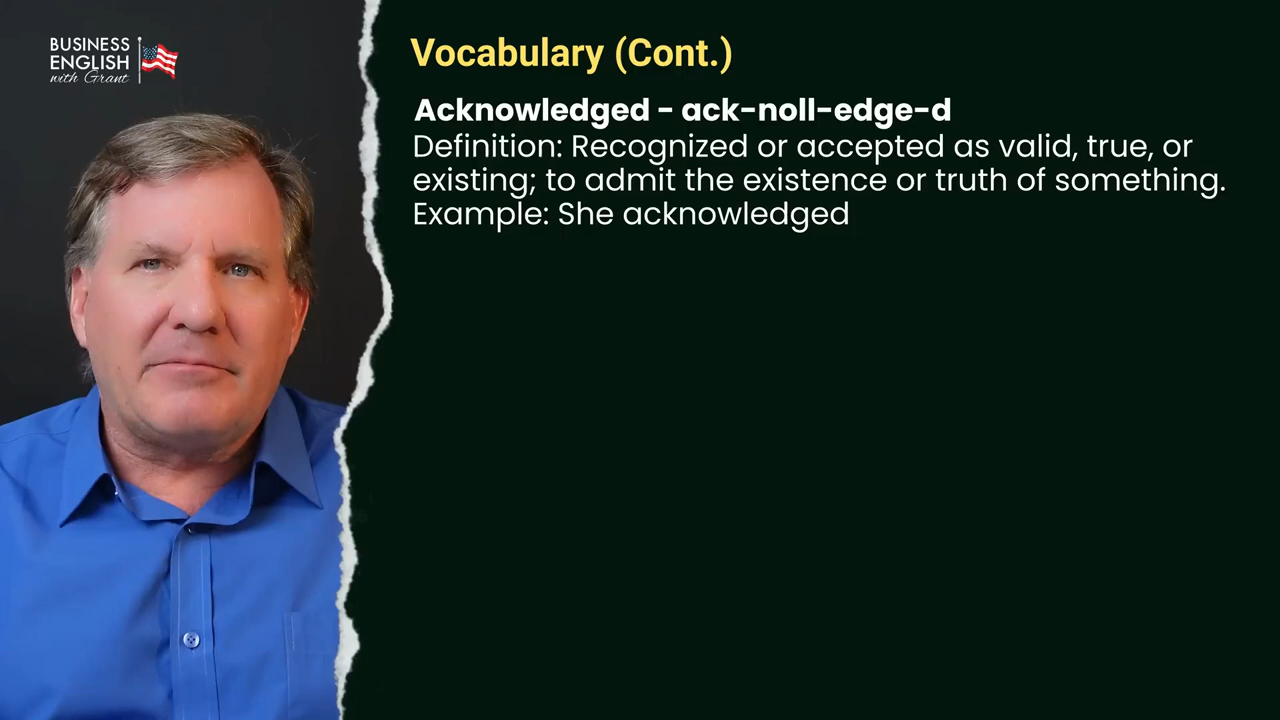 BUSINESS
ENGLISH
with Grant
Vocabulary (Cont.)
Acknowledged - ack-noll-edge-d
Definition: Recognized or accepted as valid, true, or
existing; to admit the existence or truth of something.
Example: She acknowledged